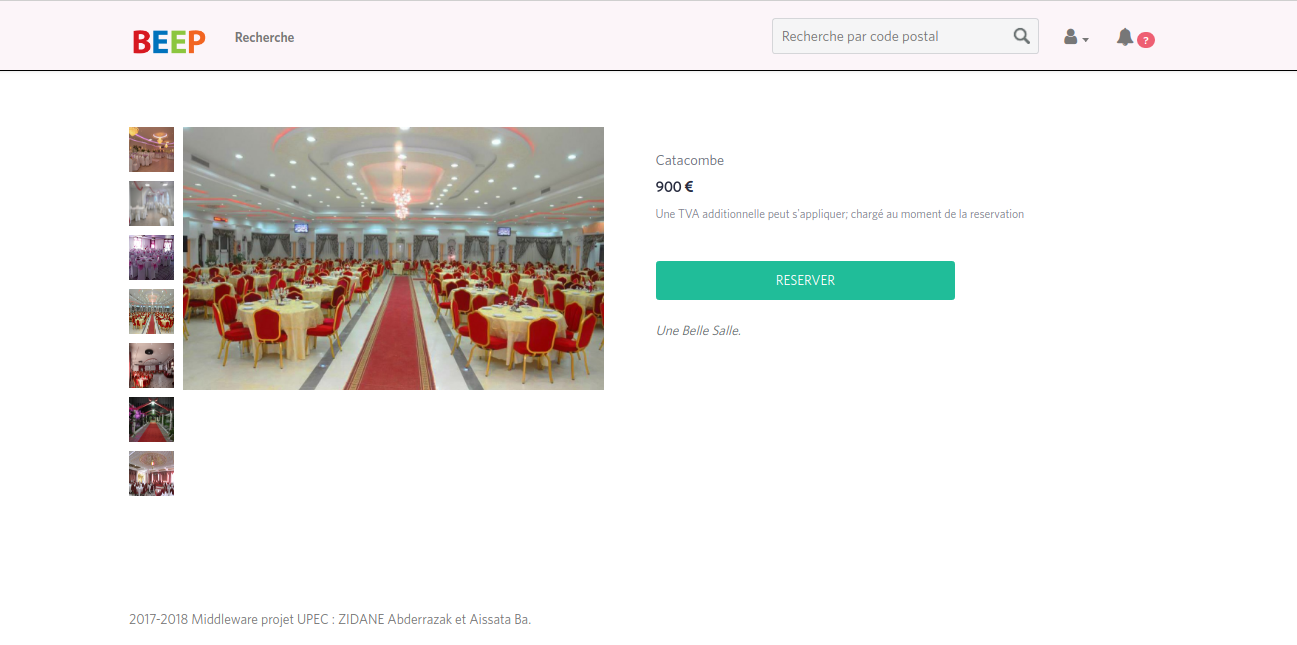 BEEP
Recherche
Recherche par code postal
?
Catacombe
900 €
Une TVA additionnelle peut s'appliquer; chargé au moment de la reservation
RESERVER
Une Belle Salle.
2017-2018 Middleware projet UPEC : ZIDANE Abderrazak et Aissata Ba.